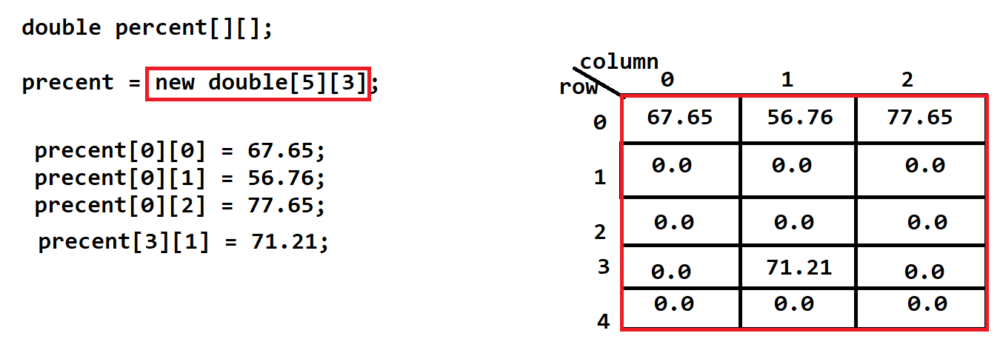 double percent[][];
precent = new double[5][3];
precent[0][0] = 67.65;
precent[0][1] = 56.76;
precent[0][2] = 77.65;
precent[3][1] = 71.21;
column
row 0 1 2
0 67.65 56.76 77.65
1 0.0 0.0 0.0
2 0.0 0.0 0.0
3 0.0 71.21 0.0
4 0.0 0.0 0.0